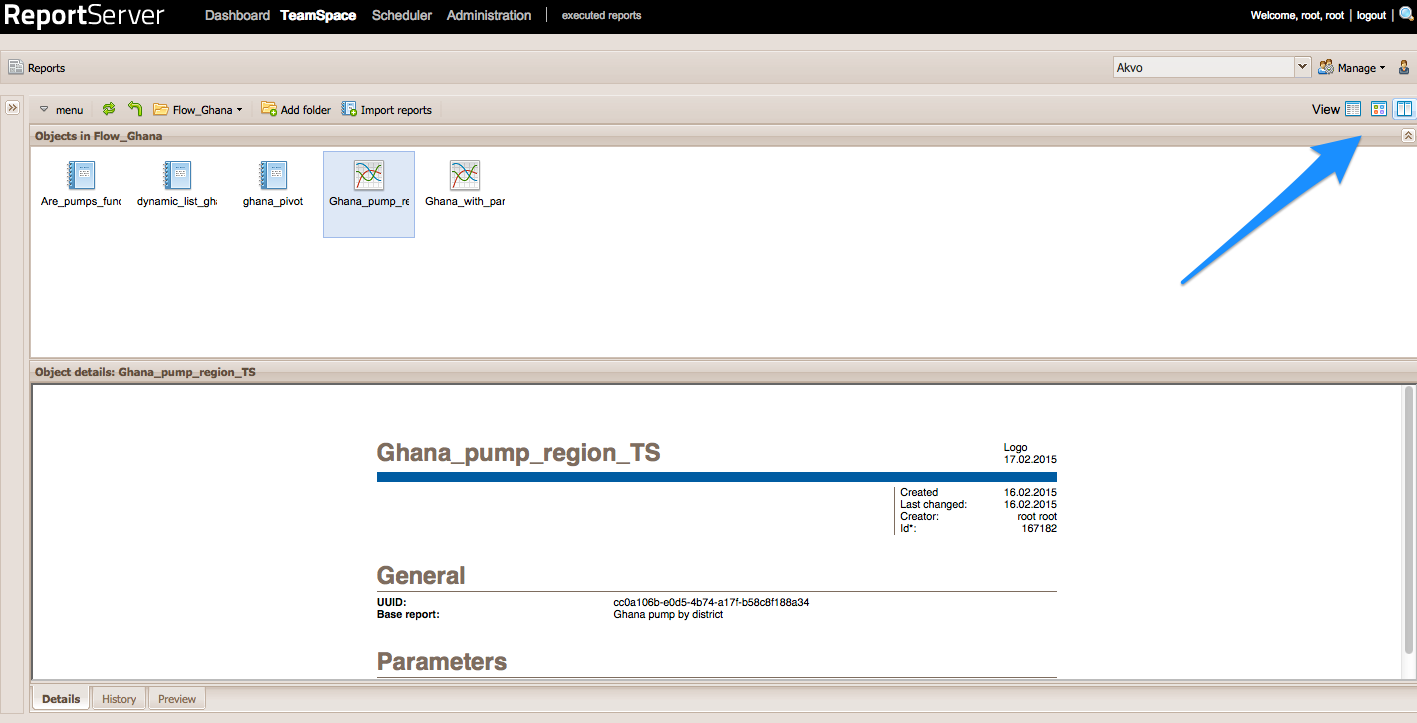 ReportServer Dashboard TeamSpace Scheduler Administration | executed reports Welcome, root, root | logout |
Reports Akvo Manage
menu Flow_Ghana Add folder Import reports View
Objects in Flow_Ghana
Are_pumps_func dynamic_list_gha ghana_pivot Ghana_pump_re Ghana_with_par
Object details: Ghana_pump_region_TS
Logo
Ghana_pump_region_TS 17.02.2015
Created 16.02.2015
Last changed: 16.02.2015
Creator: root root
Id*: 167182
General
UUID: cc0a106b-e0d5-4b74-a17f-b58c8f188a34
Base report: Ghana pump by district
Parameters
Details History Preview